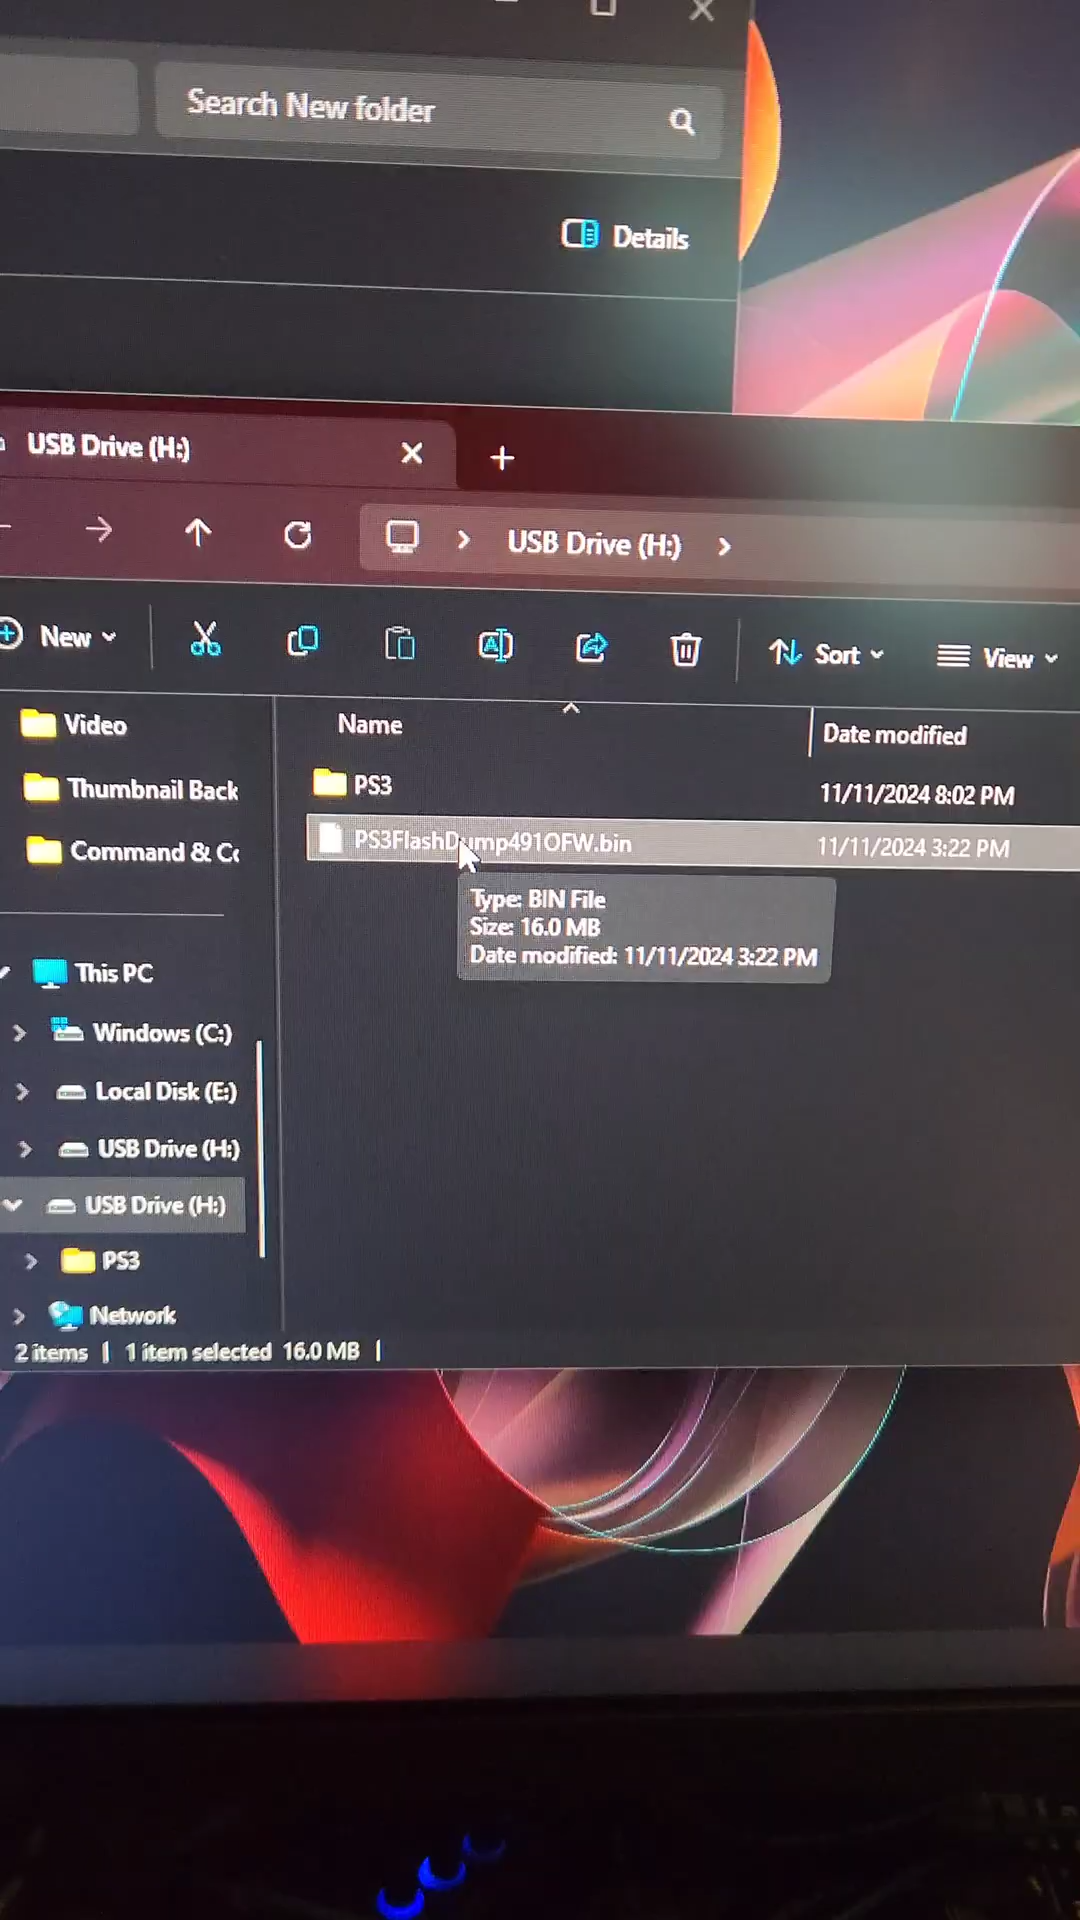 Search New folder
Details
USB Drive (H:)
USB Drive (H:)
New
Sort
View
Name
Date modified
Video
PS3
11/11/2024 8:02 PM
Thumbnail Back
PS3FlashDump491OFW.bin
11/11/2024 3:22 PM
Command & Co
Type: BIN File
Size: 16.0 MB
Date modified: 11/11/2024 3:22 PM
This PC
Windows (C:)
Local Disk (E:)
USB Drive (H:)
USB Drive (H:)
PS3
Network
2 items | 1 item selected 16.0 MB |